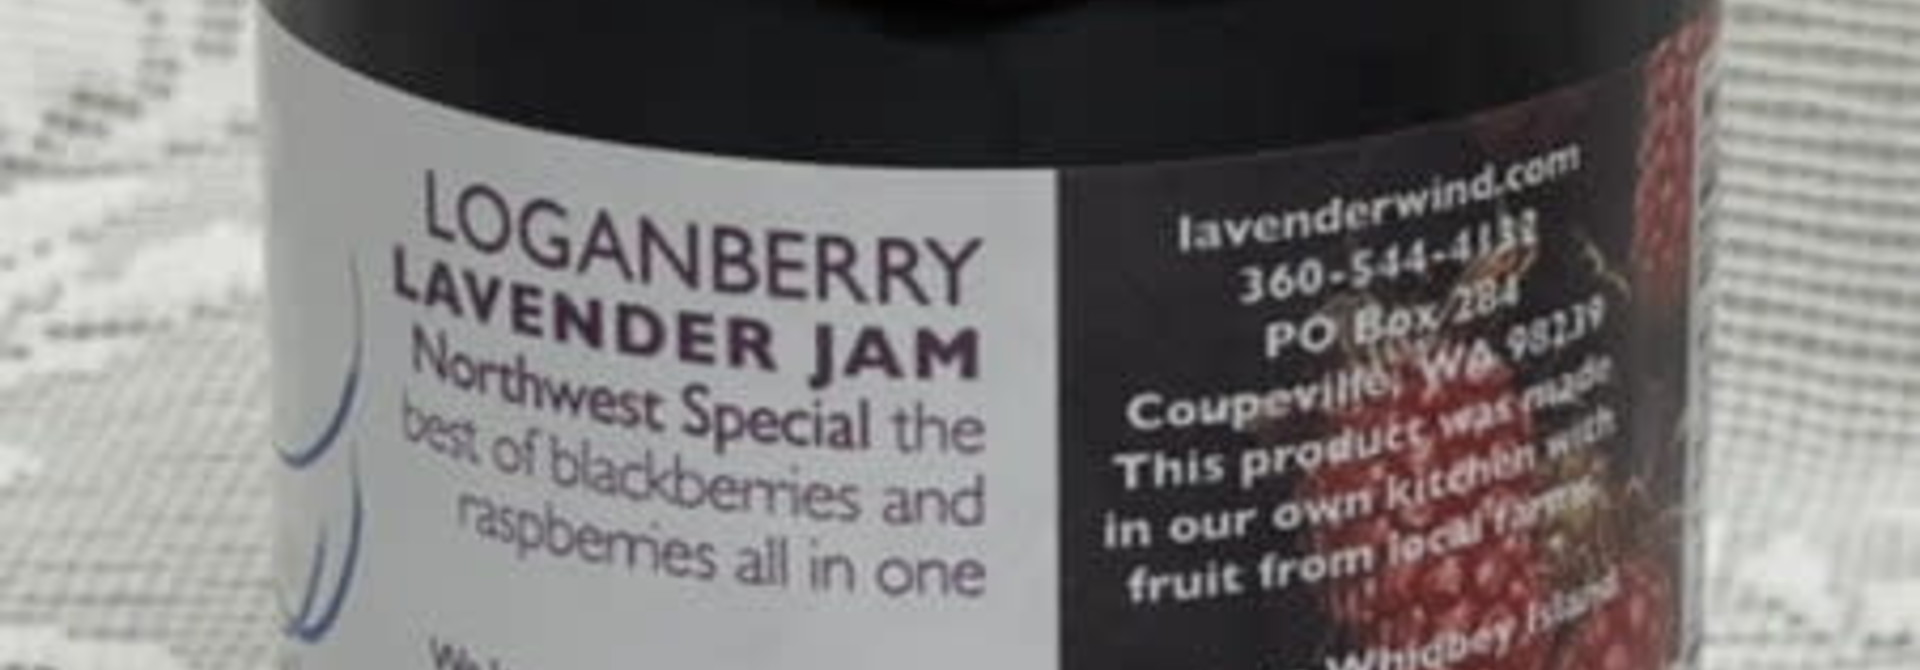 LOGANBERRY
LAVENDER JAM
Northwest Special the
best of blackberries and
raspberries all in one
lavenderwind.com
360-544-4132
PO Box 284
Coupeville, WA 98239
This product was made
in our own kitchen with
fruit from local farms.
Whidbey Island